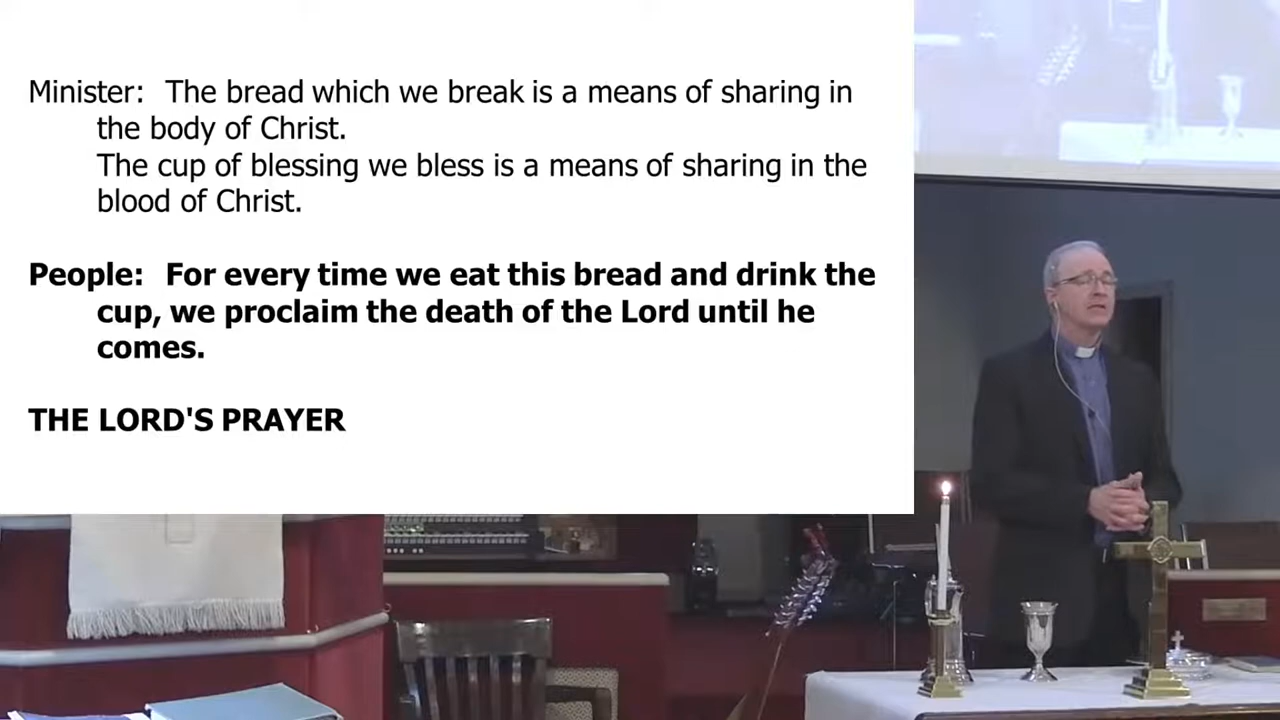 Minister: The bread which we break is a means of sharing in
the body of Christ.
The cup of blessing we bless is a means of sharing in the
blood of Christ.
People: For every time we eat this bread and drink the
cup, we proclaim the death of the Lord until he
comes.
THE LORD'S PRAYER